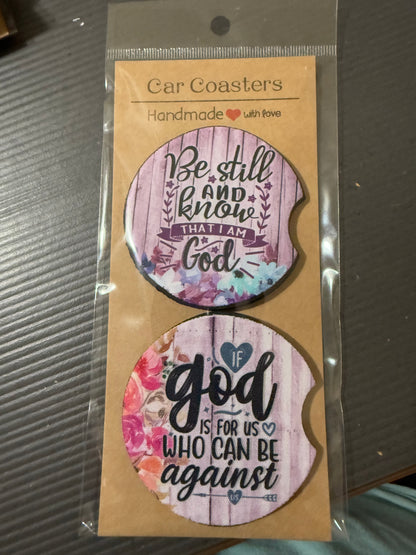 Car Coasters
Handmade with love
Be still
AND
know
THAT I AM
God
IF
god
IS FOR US
WHO CAN BE
against
us